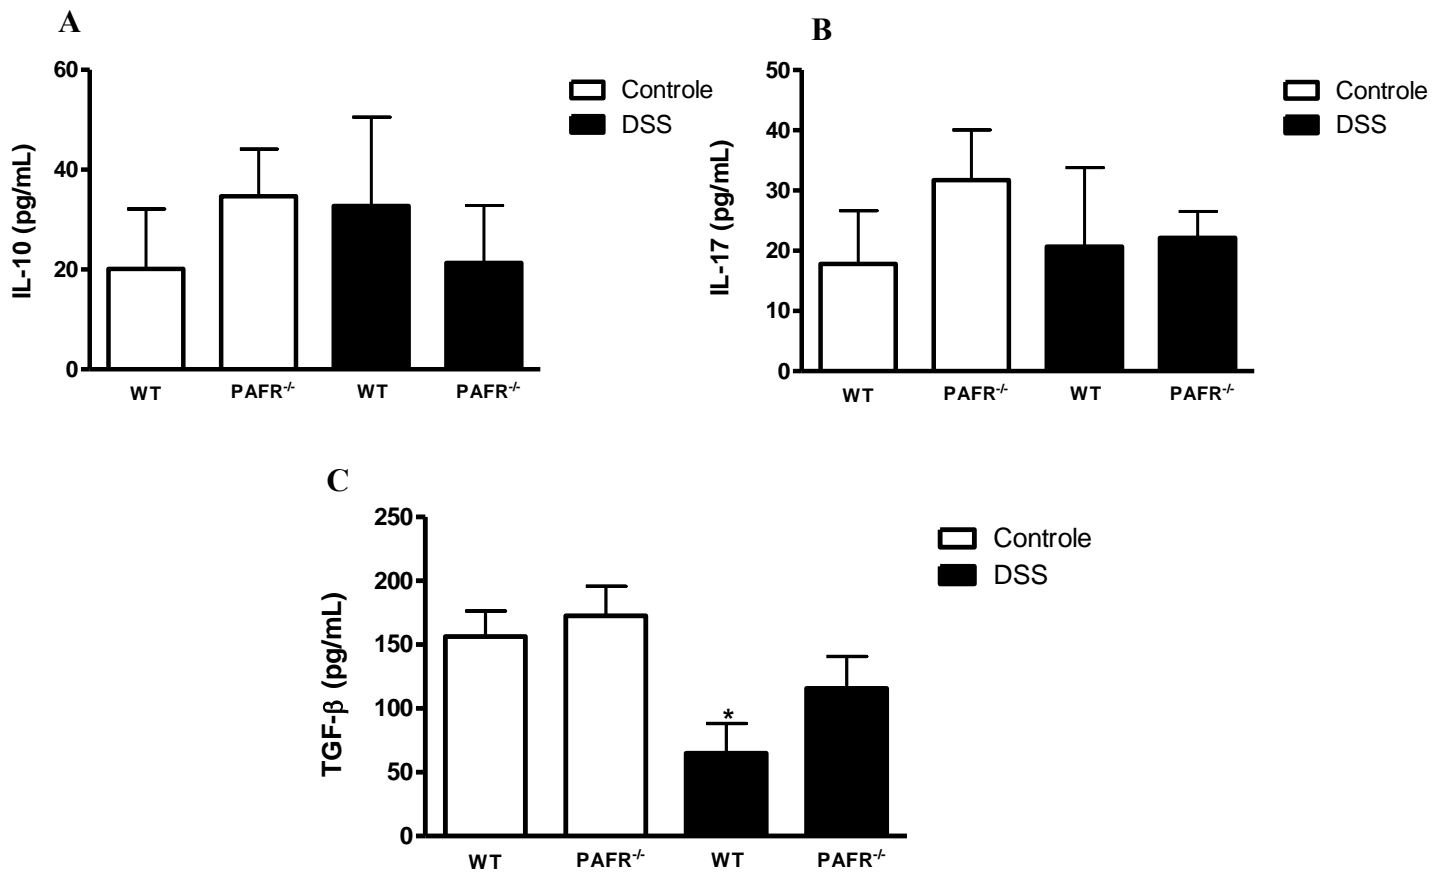 A
60
40
20
0
IL-10 (pg/mL)
WT
PAFR-/-
WT
PAFR-/-
Controle
DSS
B
50
40
30
20
10
0
IL-17 (pg/mL)
WT
PAFR-/-
WT
PAFR-/-
Controle
DSS
C
250
200
150
100
50
0
TGF-β (pg/mL)
*
WT
PAFR-/-
WT
PAFR-/-
Controle
DSS